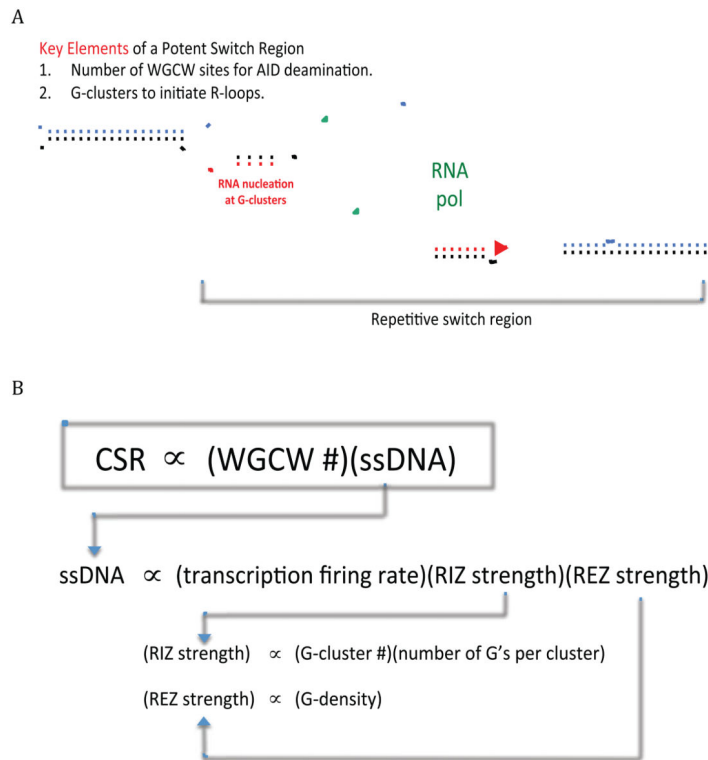 A
Key Elements of a Potent Switch Region
1. Number of WGCW sites for AID deamination.
2. G-clusters to initiate R-loops.
RNA nucleation
at G-clusters
RNA
pol
Repetitive switch region
B
CSR ∝ (WGCW #)(ssDNA)
ssDNA ∝ (transcription firing rate)(RIZ strength)(REZ strength)
(RIZ strength) ∝ (G-cluster #)(number of G's per cluster)
(REZ strength) ∝ (G-density)